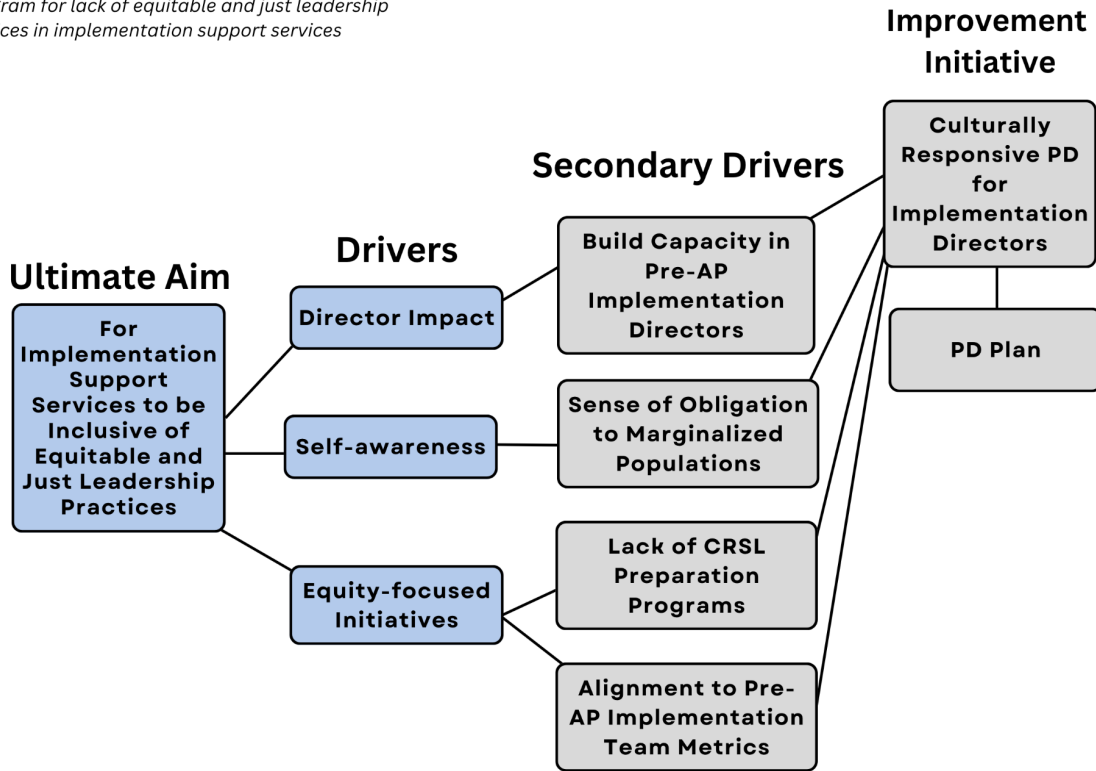 gram for lack of equitable and just leadership
ces in implementation support services
Improvement
Initiative
Culturally
Responsive PD
for
Implementation
Directors
Secondary Drivers
Build Capacity in
Pre-AP
Implementation
Directors
Drivers
PD Plan
Ultimate Aim
For
Implementation
Support
Services to be
Inclusive of
Equitable and
Just Leadership
Practices
Director Impact
Self-awareness
Sense of Obligation
to Marginalized
Populations
Equity-focused
Initiatives
Lack of CRSL
Preparation
Programs
Alignment to Pre-
AP Implementation
Team Metrics